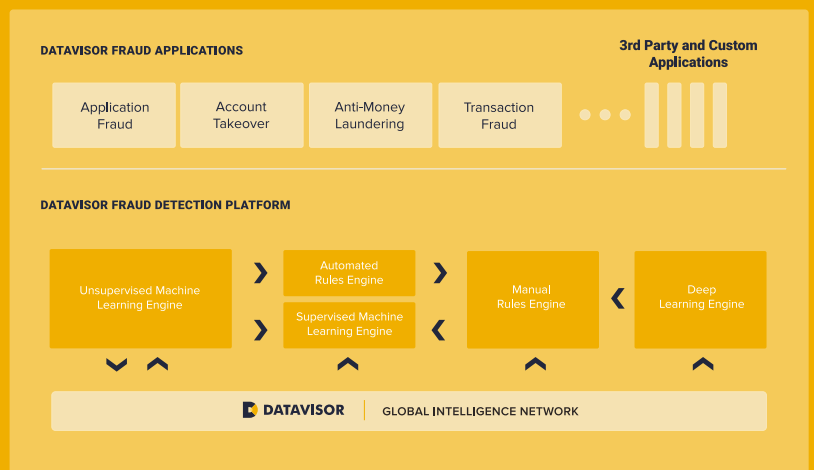 DATAVISOR FRAUD APPLICATIONS
3rd Party and Custom
Applications
Application
Fraud
Account
Takeover
Anti-Money
Laundering
Transaction
Fraud
DATAVISOR FRAUD DETECTION PLATFORM
Unsupervised Machine
Learning Engine
Automated
Rules Engine
Supervised Machine
Learning Engine
Manual
Rules Engine
Deep
Learning Engine
DATAVISOR
GLOBAL INTELLIGENCE NETWORK